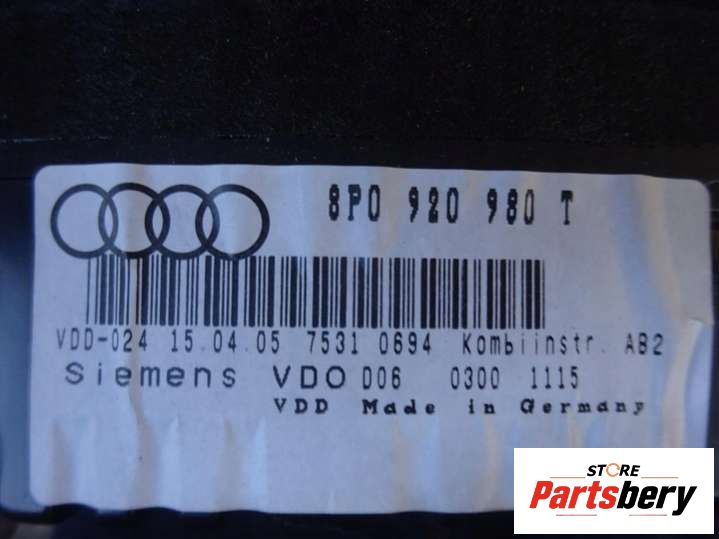 8P0 920 980 T
VDD-024 15.04.05 7531 0694 Kombiinstr. AB2
Siemens VDO D06 0300 1115
VDD Made in Germany
STORE
Partsbery